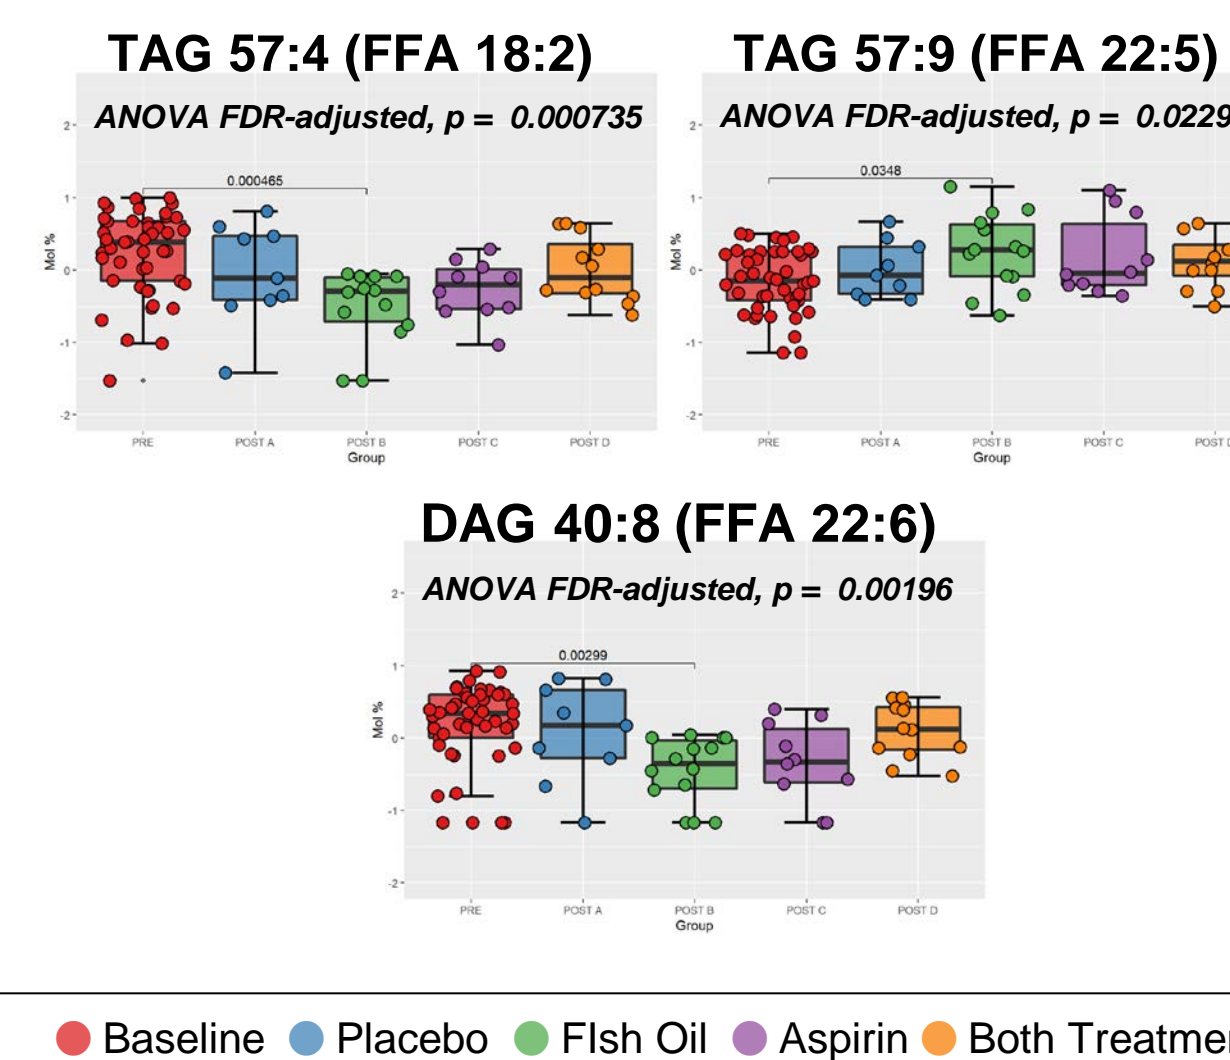 TAG 57:4 (FFA 18:2)
ANOVA FDR-adjusted, p = 0.000735
0.000465
Mol %
2
1
0
-1
-2
PRE POST A POST B POST C POST D
Group
TAG 57:9 (FFA 22:5)
ANOVA FDR-adjusted, p = 0.0229
0.0348
Mol %
2
1
0
-1
-2
PRE POST A POST B POST C POST D
Group
DAG 40:8 (FFA 22:6)
ANOVA FDR-adjusted, p = 0.00196
0.00299
Mol %
2
1
0
-1
-2
PRE POST A POST B POST C POST D
Group
Baseline Placebo FIsh Oil Aspirin Both Treatme